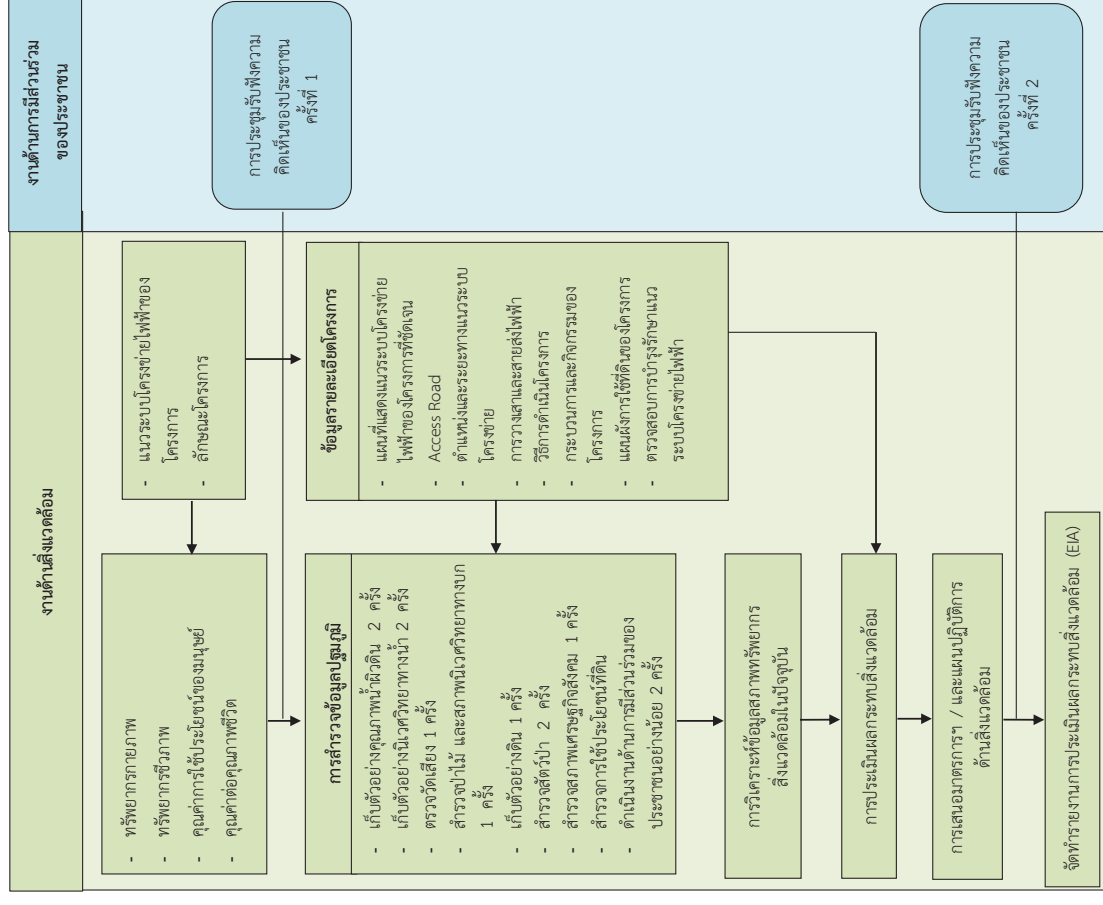 งานด้านสิ่งแวดล้อม
งานด้านการมีส่วนร่วม
ของประชาชน
- ทรัพยากรกายภาพ
- ทรัพยากรชีวภาพ
- คุณค่าการใช้ประโยชน์ของมนุษย์
- คุณค่าต่อคุณภาพชีวิต
- แนวระบบโครงข่ายไฟฟ้าของ
โครงการ
- ลักษณะโครงการ
การประชุมรับฟังความ
คิดเห็นของประชาชน
ครั้งที่ 1
การสำรวจข้อมูลปฐมภูมิ
- เก็บตัวอย่างคุณภาพน้ำผิวดิน 2 ครั้ง
- เก็บตัวอย่างนิเวศวิทยาทางน้ำ 2 ครั้ง
- ตรวจวัดเสียง 1 ครั้ง
- สำรวจป่าไม้ และสภาพนิเวศวิทยาทางบก
1 ครั้ง
- เก็บตัวอย่างดิน 1 ครั้ง
- สำรวจสัตว์ป่า 2 ครั้ง
- สำรวจสภาพเศรษฐกิจสังคม 1 ครั้ง
- สำรวจการใช้ประโยชน์ที่ดิน
- ดำเนินงานด้านการมีส่วนร่วมของ
ประชาชนอย่างน้อย 2 ครั้ง
ข้อมูลรายละเอียดโครงการ
- แผนที่แสดงแนวระบบโครงข่าย
ไฟฟ้าของโครงการที่ชัดเจน
- Access Road
- ตำแหน่งและระยะทางแนวระบบ
โครงข่าย
- การวางเสาและสายส่งไฟฟ้า
- วิธีการดำเนินโครงการ
- กระบวนการและกิจกรรมของ
โครงการ
- แผนผังการใช้ที่ดินของโครงการ
- ตรวจสอบการบำรุงรักษาแนว
ระบบโครงข่ายไฟฟ้า
การวิเคราะห์ข้อมูลสภาพทรัพยากร
สิ่งแวดล้อมในปัจจุบัน
การประเมินผลกระทบสิ่งแวดล้อม
การเสนอมาตรการฯ / และแผนปฏิบัติการ
ด้านสิ่งแวดล้อม
การประชุมรับฟังความ
คิดเห็นของประชาชน
ครั้งที่ 2
จัดทำรายงานการประเมินผลกระทบสิ่งแวดล้อม (EIA)